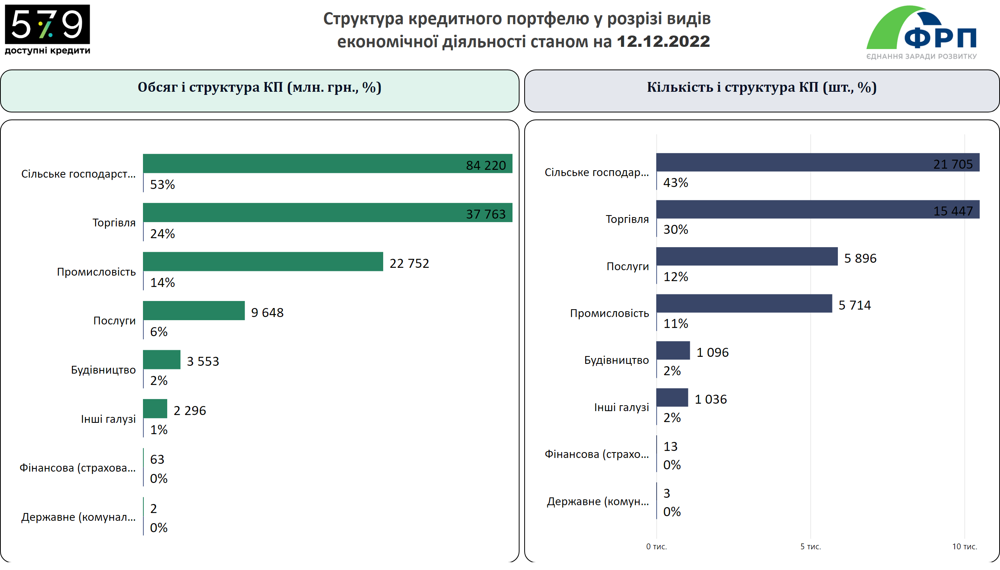 5%7%9
доступні кредити
Структура кредитного портфелю у розрізі видів
економічної діяльності станом на 12.12.2022
ФРП
ЄДНАННЯ ЗАРАДИ РОЗВИТКУ
Обсяг і структура КП (млн. грн., %)
Сільське господарст...
84 220
53%
Торгівля
37 763
24%
Промисловість
22 752
14%
Послуги
9 648
6%
Будівництво
3 553
2%
Інші галузі
2 296
1%
Фінансова (страхова...
63
0%
Державне (комунал...
2
0%
Кількість і структура КП (шт., %)
Сільське господар...
21 705
43%
Торгівля
15 447
30%
Послуги
5 896
12%
Промисловість
5 714
11%
Будівництво
1 096
2%
Інші галузі
1 036
2%
Фінансова (страхо...
13
0%
Державне (комун...
3
0%
0 тис.
5 тис.
10 тис.